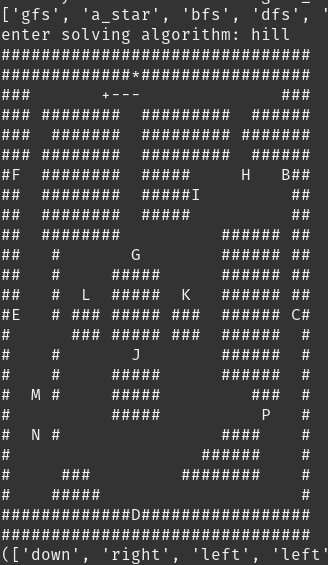 ['gfs', 'a_star', 'bfs', 'dfs', '
enter solving algorithm: hill
###############################
#############*#################
###       +---              ###
### ########  #########  ######
###  #######  ######### #######
### ########  #########  ######
#F  ########  #####     H   B##
##  ########  #####I         ##
##  ########  #####          ##
##  ########          ###### ##
##   #       G        ###### ##
##   #     #####      ###### ##
##   #  L  #####  K   ###### ##
#E   # ### ##### ###  ###### C#
#      ### ##### ###  ######  #
#    #       J        ######  #
#    #     #####      ######  #
#  M #     #####         ###  #
#          #####          P   #
#  N #                ####    #
#                   ######    #
#     ###         ########    #
#    #####                    #
#############D#################
###############################
(['down', 'right', 'left', 'left'